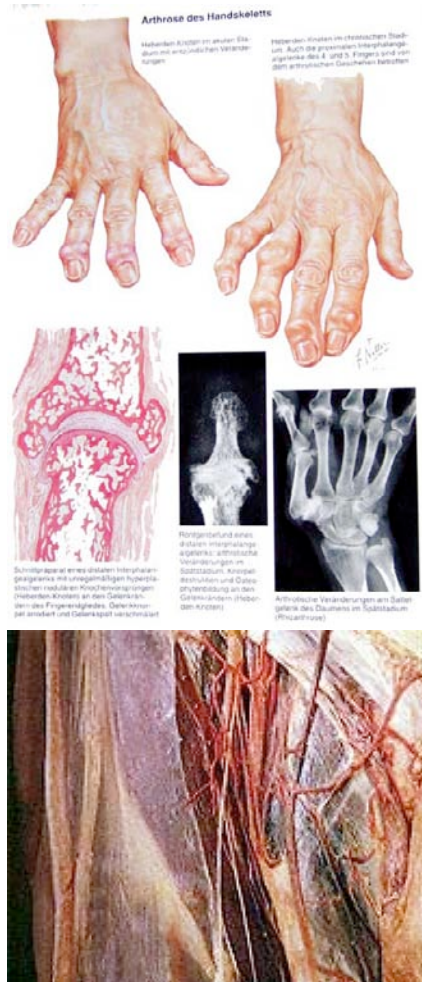 Arthrose des Handskeletts
Heberden-Knoten im akuten Sta-
dium mit entzündlichen Verände-
rungen
Heberden-Knoten im chronischen Stadi-
um. Auch die proximalen Interphalange-
algelenke des 4. und 5. Fingers sind von
dem arthrotischen Geschehen betroffen
Schnittpräparat eines distalen Interphalan-
gealgelenks mit unregelmäßigen hyperpla-
stischen nodulären Knochenvorsprüngen
(Heberden-Knoten) an den Gelenkrän-
dern des Fingerendgliedes. Gelenkknor-
pel erodiert und Gelenkspalt verschmälert
Röntgenbefund eines
distalen Interphalange-
algelenks: arthrotische
Veränderungen im
Spätstadium. Knorpel-
destruktion und Osteo-
phytenbildung an den
Gelenkrändern (Heber-
den-Knoten)
Arthrotische Veränderungen am Sattel-
gelenk des Daumens im Spätstadium
(Rhizarthrose)